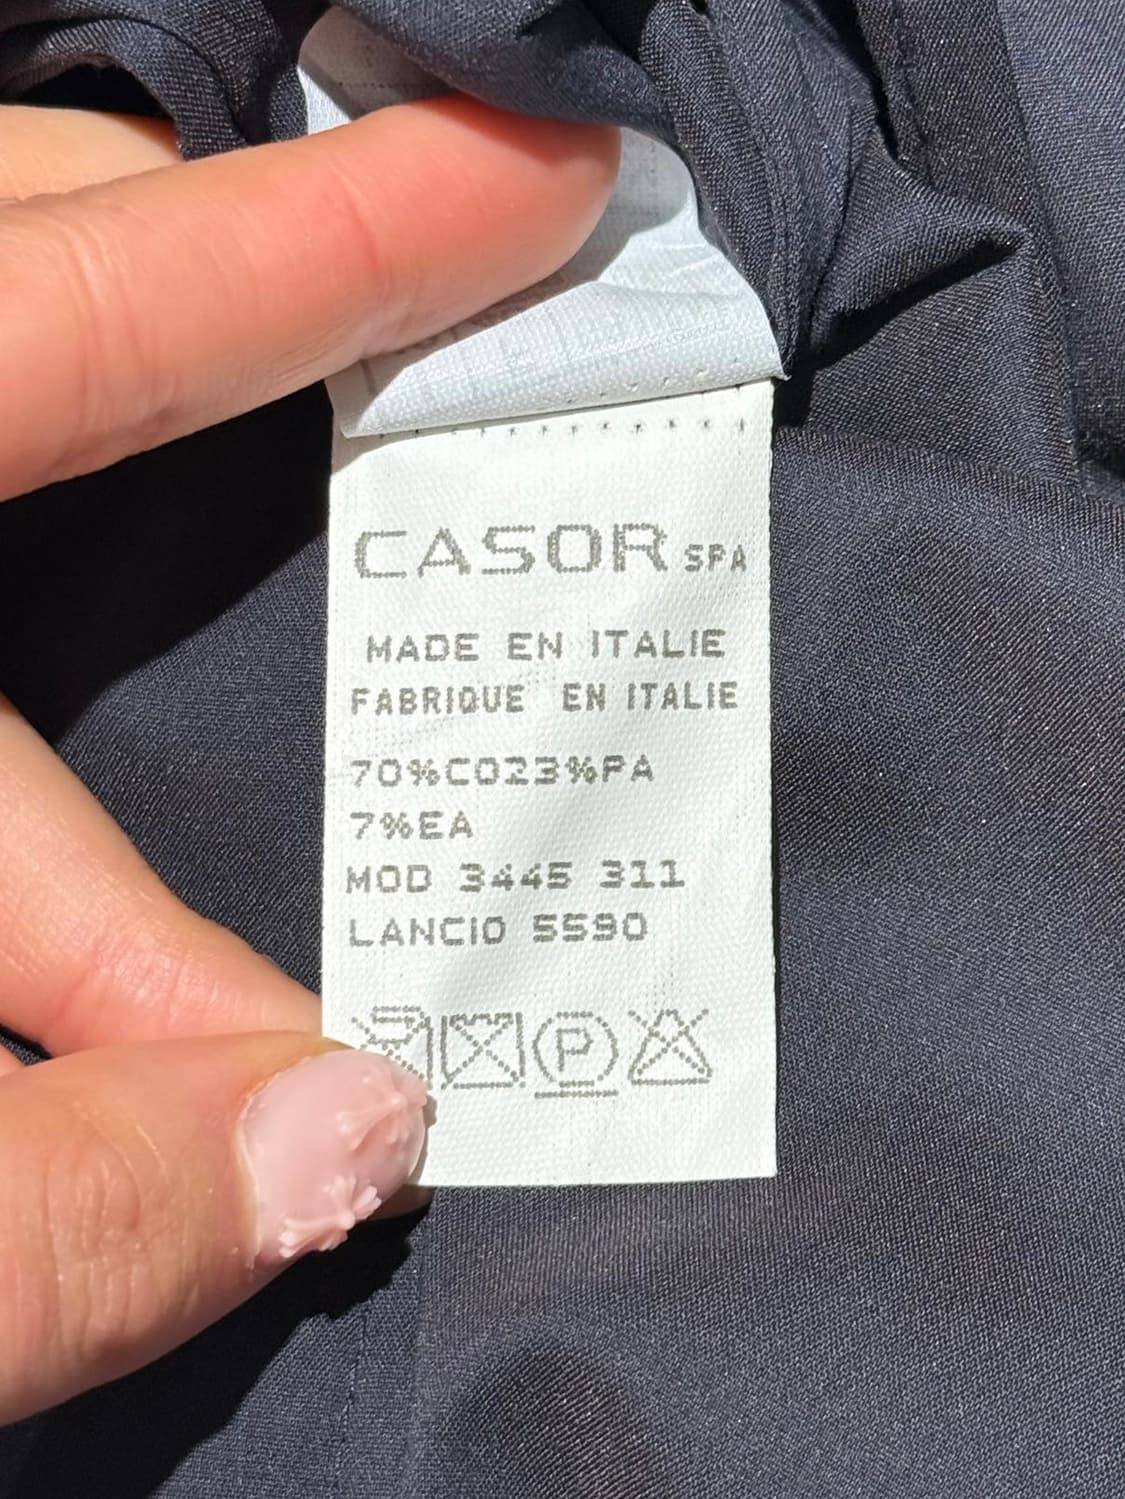 CASOR SPA
MADE EN ITALIE
FABRIQUE EN ITALIE
70%CO23%PA
7%EA
MOD 3445 311
LANCIO 5590
P